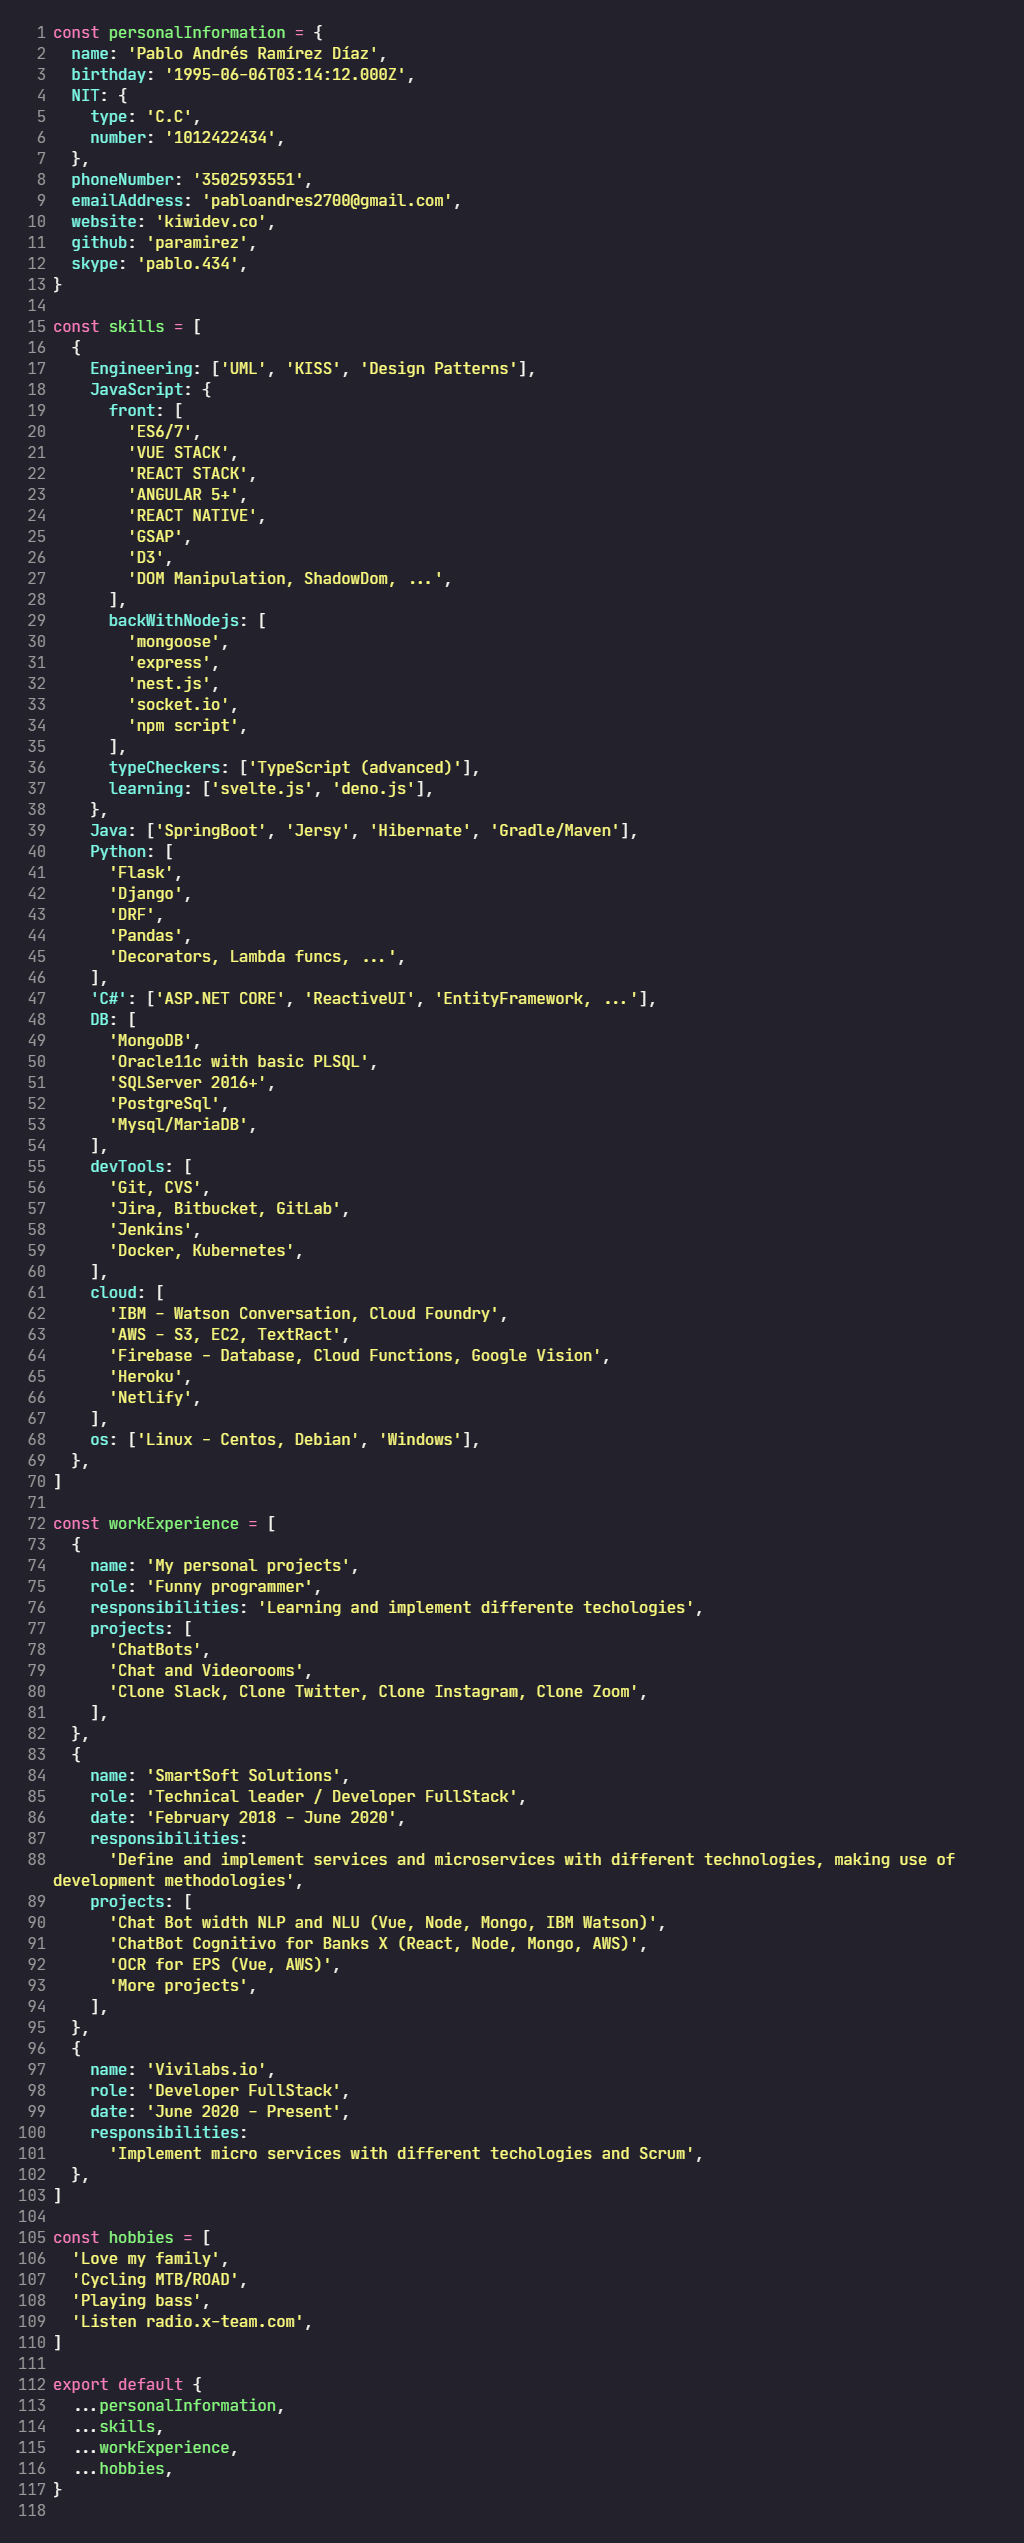 1 const personalInformation = {
2   name: 'Pablo Andrés Ramírez Díaz',
3   birthday: '1995-06-06T03:14:12.000Z',
4   NIT: {
5     type: 'C.C',
6     number: '1012422434',
7   },
8   phoneNumber: '3502593551',
9   emailAddress: 'pabloandres2700@gmail.com',
10   website: 'kiwidev.co',
11   github: 'paramirez',
12   skype: 'pablo.434',
13 }
14
15 const skills = [
16   {
17     Engineering: ['UML', 'KISS', 'Design Patterns'],
18     JavaScript: {
19       front: [
20         'ES6/7',
21         'VUE STACK',
22         'REACT STACK',
23         'ANGULAR 5+',
24         'REACT NATIVE',
25         'GSAP',
26         'D3',
27         'DOM Manipulation, ShadowDom, ...',
28       ],
29       backWithNodejs: [
30         'mongoose',
31         'express',
32         'nest.js',
33         'socket.io',
34         'npm script',
35       ],
36       typeCheckers: ['TypeScript (advanced)'],
37       learning: ['svelte.js', 'deno.js'],
38     },
39     Java: ['SpringBoot', 'Jersy', 'Hibernate', 'Gradle/Maven'],
40     Python: [
41       'Flask',
42       'Django',
43       'DRF',
44       'Pandas',
45       'Decorators, Lambda funcs, ...',
46     ],
47     'C#': ['ASP.NET CORE', 'ReactiveUI', 'EntityFramework, ...'],
48     DB: [
49       'MongoDB',
50       'Oracle11c with basic PLSQL',
51       'SQLServer 2016+',
52       'PostgreSql',
53       'Mysql/MariaDB',
54     ],
55     devTools: [
56       'Git, CVS',
57       'Jira, Bitbucket, GitLab',
58       'Jenkins',
59       'Docker, Kubernetes',
60     ],
61     cloud: [
62       'IBM - Watson Conversation, Cloud Foundry',
63       'AWS - S3, EC2, TextRact',
64       'Firebase - Database, Cloud Functions, Google Vision',
65       'Heroku',
66       'Netlify',
67     ],
68     os: ['Linux - Centos, Debian', 'Windows'],
69   },
70 ]
71
72 const workExperience = [
73   {
74     name: 'My personal projects',
75     role: 'Funny programmer',
76     responsibilities: 'Learning and implement differente techologies',
77     projects: [
78       'ChatBots',
79       'Chat and Videorooms',
80       'Clone Slack, Clone Twitter, Clone Instagram, Clone Zoom',
81     ],
82   },
83   {
84     name: 'SmartSoft Solutions',
85     role: 'Technical leader / Developer FullStack',
86     date: 'February 2018 - June 2020',
87     responsibilities:
88       'Define and implement services and microservices with different technologies, making use of
development methodologies',
89     projects: [
90       'Chat Bot width NLP and NLU (Vue, Node, Mongo, IBM Watson)',
91       'ChatBot Cognitivo for Banks X (React, Node, Mongo, AWS)',
92       'OCR for EPS (Vue, AWS)',
93       'More projects',
94     ],
95   },
96   {
97     name: 'Vivilabs.io',
98     role: 'Developer FullStack',
99     date: 'June 2020 - Present',
100     responsibilities:
101       'Implement micro services with different techologies and Scrum',
102   },
103 ]
104
105 const hobbies = [
106   'Love my family',
107   'Cycling MTB/ROAD',
108   'Playing bass',
109   'Listen radio.x-team.com',
110 ]
111
112 export default {
113   ...personalInformation,
114   ...skills,
115   ...workExperience,
116   ...hobbies,
117 }
118